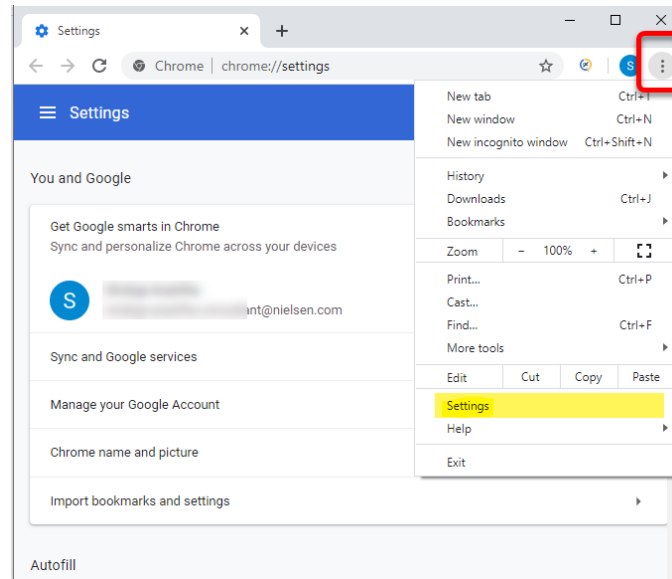 Settings
Chrome | chrome://settings
S
Settings
New tab Ctrl+T
New window Ctrl+N
New incognito window Ctrl+Shift+N
History
Downloads Ctrl+J
Bookmarks
Zoom - 100% +
Print... Ctrl+P
Cast...
Find... Ctrl+F
More tools
Edit Cut Copy Paste
Settings
Help
Exit
You and Google
Get Google smarts in Chrome
Sync and personalize Chrome across your devices
S
ant@nielsen.com
Sync and Google services
Manage your Google Account
Chrome name and picture
Import bookmarks and settings
Autofill